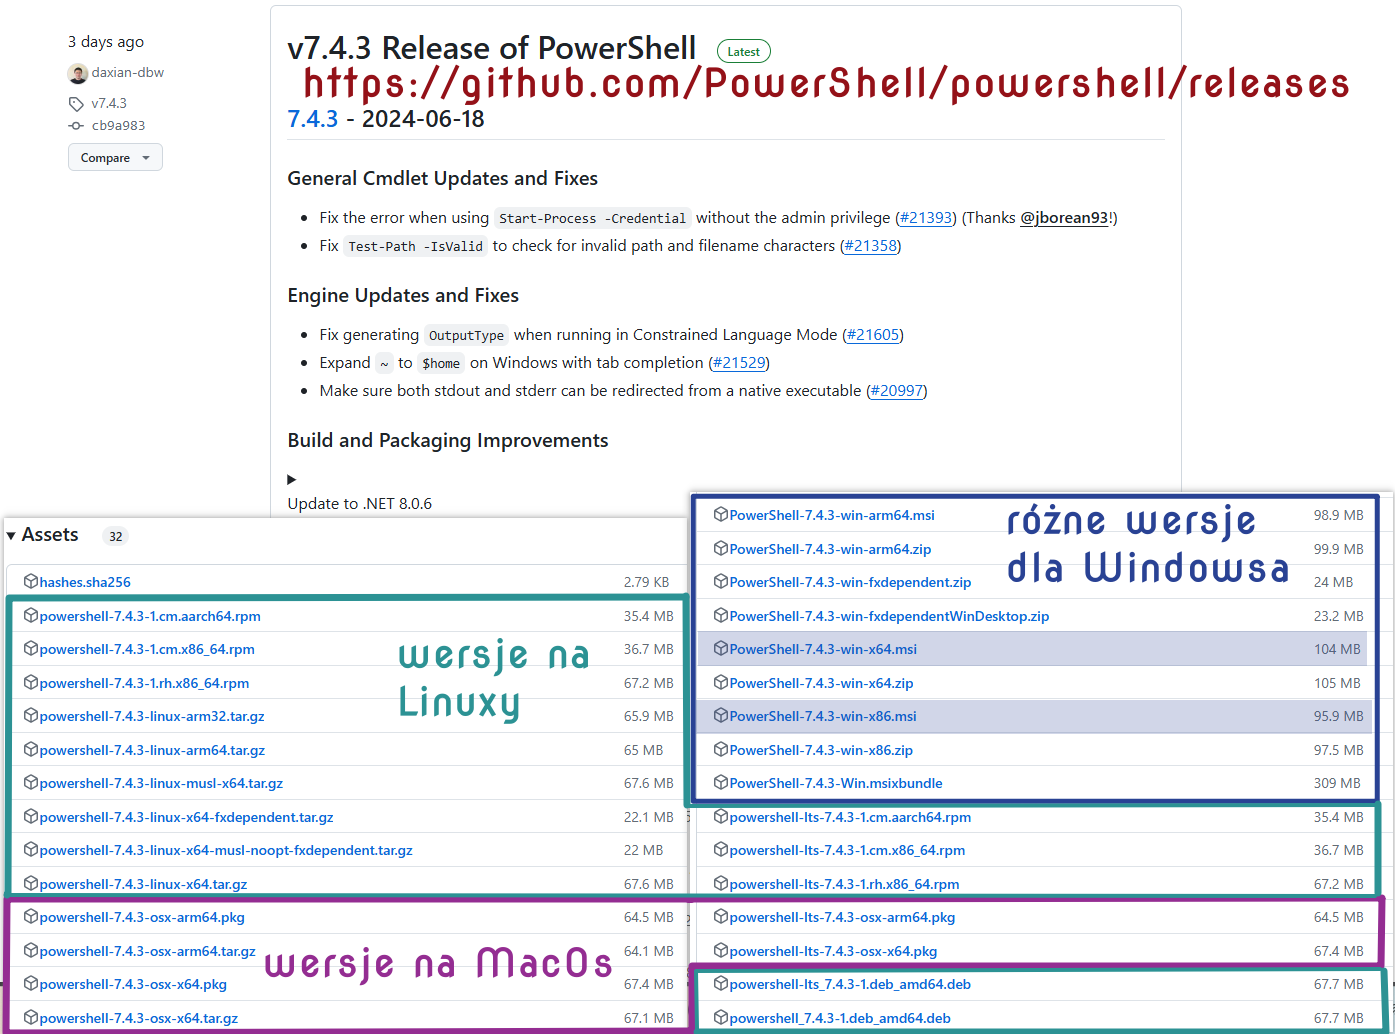 3 days ago
daxian-dbw
v7.4.3
cb9a983
Compare
v7.4.3 Release of PowerShell Latest
https://github.com/PowerShell/powershell/releases
7.4.3 - 2024-06-18
General Cmdlet Updates and Fixes
Fix the error when using Start-Process -Credential without the admin privilege (#21393) (Thanks @jborean93!)
Fix Test-Path -IsValid to check for invalid path and filename characters (#21358)
Engine Updates and Fixes
Fix generating OutputType when running in Constrained Language Mode (#21605)
Expand ~ to $home on Windows with tab completion (#21529)
Make sure both stdout and stderr can be redirected from a native executable (#20997)
Build and Packaging Improvements
Update to .NET 8.0.6
Assets 32
hashes.sha256 2.79 KB
powershell-7.4.3-1.cm.aarch64.rpm 35.4 MB
powershell-7.4.3-1.cm.x86_64.rpm 36.7 MB
powershell-7.4.3-1.rh.x86_64.rpm 67.2 MB
powershell-7.4.3-linux-arm32.tar.gz 65.9 MB
powershell-7.4.3-linux-arm64.tar.gz 65 MB
powershell-7.4.3-linux-musl-x64.tar.gz 67.6 MB
powershell-7.4.3-linux-x64-fxdependent.tar.gz 22.1 MB
powershell-7.4.3-linux-x64-musl-noopt-fxdependent.tar.gz 22 MB
powershell-7.4.3-linux-x64.tar.gz 67.6 MB
wersje na
Linuxy
powershell-7.4.3-osx-arm64.pkg 64.5 MB
powershell-7.4.3-osx-arm64.tar.gz 64.1 MB
powershell-7.4.3-osx-x64.pkg 67.4 MB
powershell-7.4.3-osx-x64.tar.gz 67.1 MB
wersje na MacOs
PowerShell-7.4.3-win-arm64.msi 98.9 MB
PowerShell-7.4.3-win-arm64.zip 99.9 MB
PowerShell-7.4.3-win-fxdependent.zip 24 MB
PowerShell-7.4.3-win-fxdependentWinDesktop.zip 23.2 MB
PowerShell-7.4.3-win-x64.msi 104 MB
PowerShell-7.4.3-win-x64.zip 105 MB
PowerShell-7.4.3-win-x86.msi 95.9 MB
PowerShell-7.4.3-win-x86.zip 97.5 MB
PowerShell-7.4.3-Win.msixbundle 309 MB
różne wersje
dla Windowsa
powershell-lts-7.4.3-1.cm.aarch64.rpm 35.4 MB
powershell-lts-7.4.3-1.cm.x86_64.rpm 36.7 MB
powershell-lts-7.4.3-1.rh.x86_64.rpm 67.2 MB
powershell-lts-7.4.3-osx-arm64.pkg 64.5 MB
powershell-lts-7.4.3-osx-x64.pkg 67.4 MB
powershell-lts_7.4.3-1.deb_amd64.deb 67.7 MB
powershell_7.4.3-1.deb_amd64.deb 67.7 MB